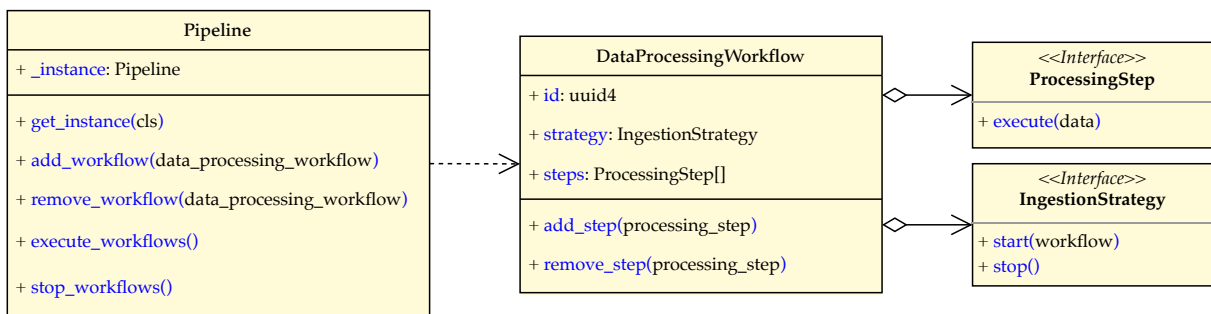 Pipeline
+ _instance: Pipeline
+ get_instance(cls)
+ add_workflow(data_processing_workflow)
+ remove_workflow(data_processing_workflow)
+ execute_workflows()
+ stop_workflows()
DataProcessingWorkflow
+ id: uuid4
+ strategy: IngestionStrategy
+ steps: ProcessingStep[]
+ add_step(processing_step)
+ remove_step(processing_step)
<<Interface>>
ProcessingStep
+ execute(data)
<<Interface>>
IngestionStrategy
+ start(workflow)
+ stop()